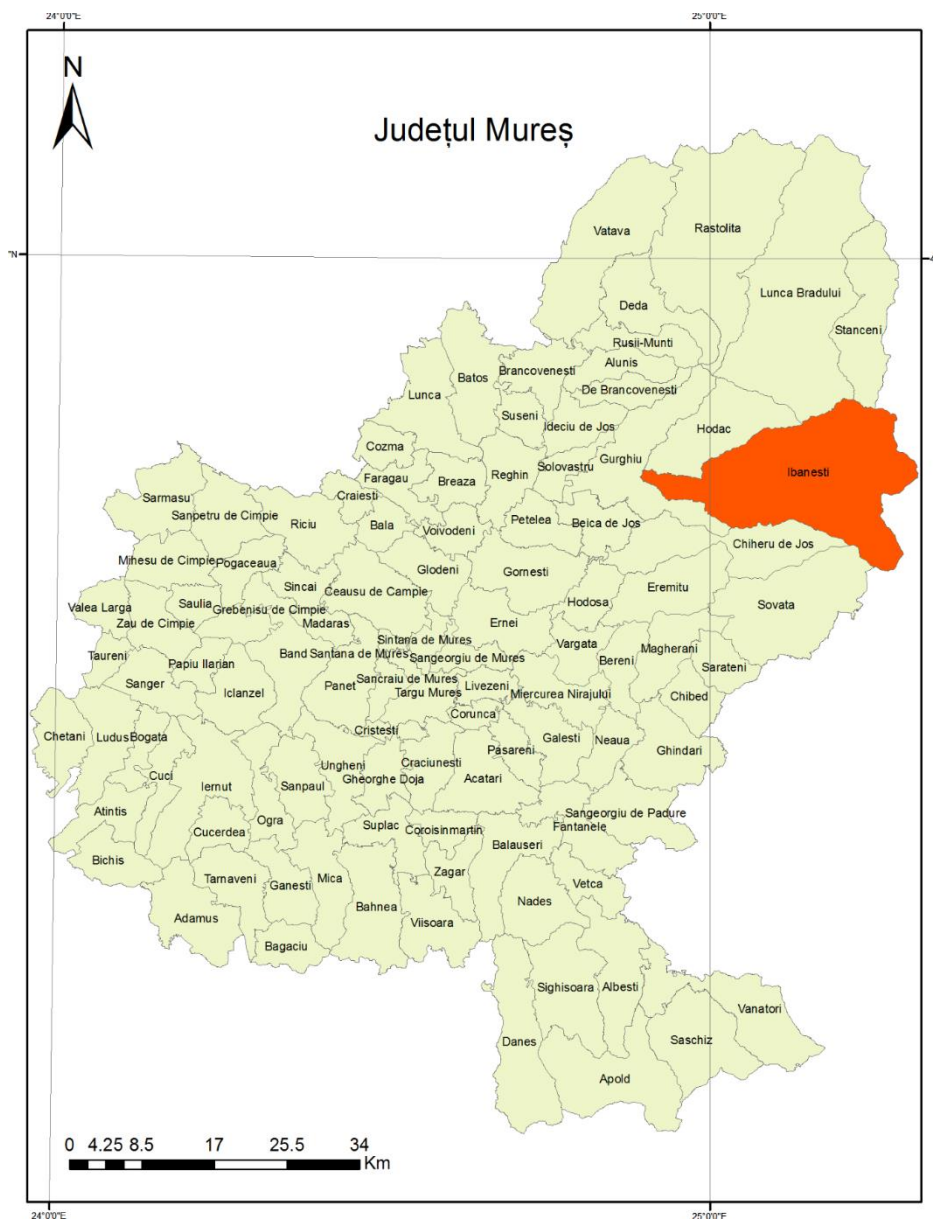 24°0'0"E
25°0'0"E
N
Județul Mureș
Vatava
Rastolita
°N
Lunca Bradului
Deda
Stanceni
Rusii-Munti
Alunis
Brancovenesti
Batos
De Brancovenesti
Lunca
Suseni
Ideciu de Jos
Hodac
Cozma
Gurghiu
Solovastru
Reghin
Ibanesti
Faragau
Breaza
Craiesti
Sarmasu
Sanpetru de Cimpie
Riciu
Bala
Voivodeni
Petelea
Beica de Jos
Chiheru de Jos
Mihesu de Cimpie
Pogaceaua
Glodeni
Gornesti
Sincai
Ceausu de Campie
Eremitu
Hodosa
Sovata
Valea Larga
Saulia
Grebenisu de Cimpie
Zau de Cimpie
Madaras
Ernei
Sintana de Mures
Vargata
Magherani
Taureni
Papiu Ilarian
Band
Santana de Mures
Sangeorgiu de Mures
Bereni
Sarateni
Sanger
Iclanzel
Panet
Sancraiu de Mures
Livezeni
Targu Mures
Miercurea Nirajului
Chibed
Corunca
Cristesti
Chetani
Ludus
Bogata
Galesti
Neaua
Pasareni
Ghindari
Ungheni
Craciunesti
Cuci
Gheorghe Doja
Acatari
Iernut
Sanpaul
Atintis
Sangeorgiu de Padure
Ogra
Suplac
Fantanele
Cucerdea
Coroisinmartin
Balauseri
Bichis
Zagar
Tarnaveni
Ganesti
Mica
Vetca
Nades
Bahnea
Adamus
Viisoara
Bagaciu
Sighisoara
Albesti
Vanatori
Danes
Saschiz
Apold
0 4.25 8.5 17 25.5 34
Km
24°0'0"E
25°0'0"E